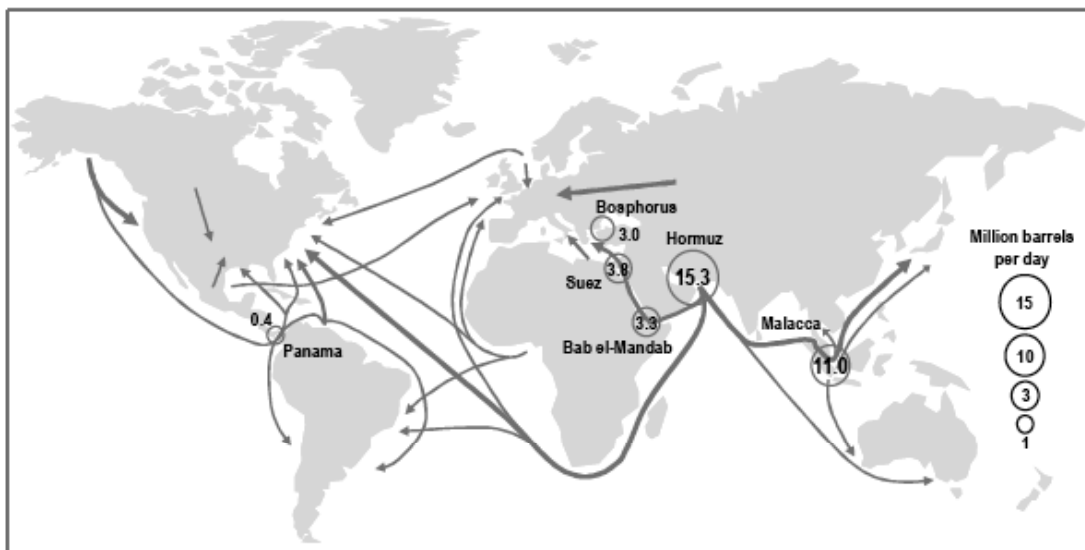 Bosphorus
3.0
Hormuz
15.3
Suez
3.8
Bab el-Mandab
3.3
Malacca
11.0
0.4
Panama
Million barrels
per day
15
10
3
1